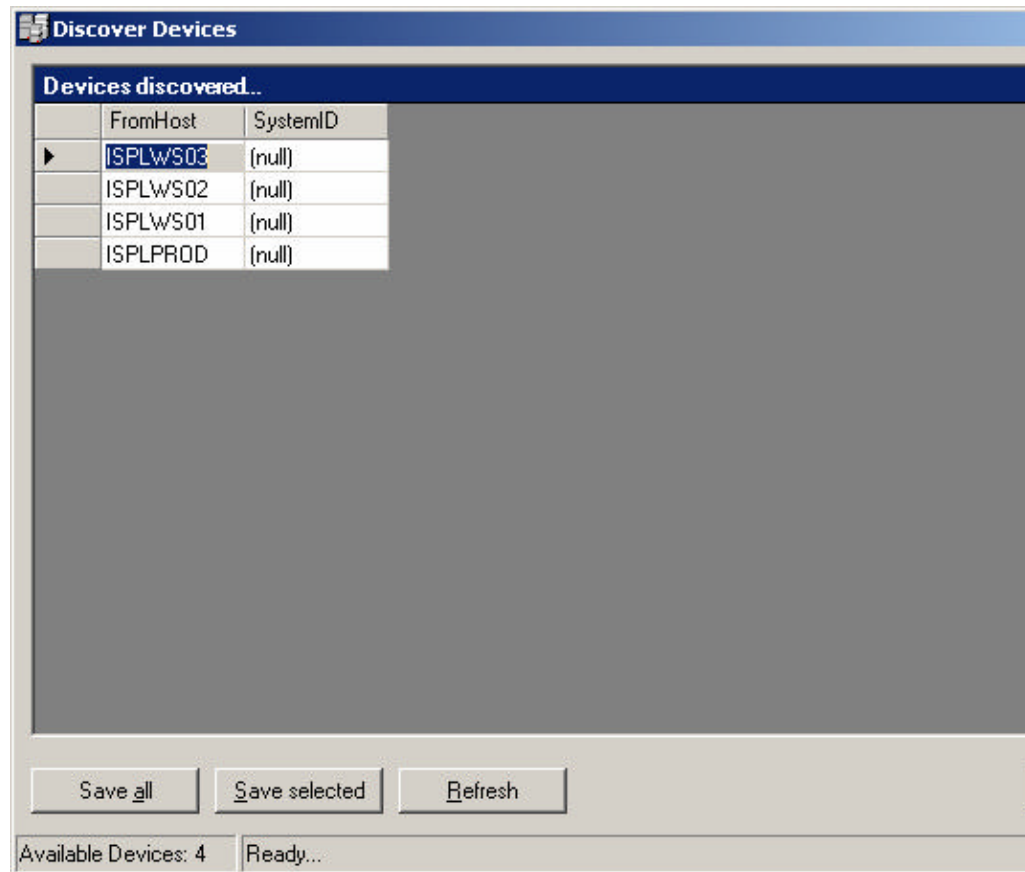 Discover Devices
Devices discovered...
FromHost SystemID
ISPLWS03 (null)
ISPLWS02 (null)
ISPLWS01 (null)
ISPLPROD (null)
Save all Save selected Refresh
Available Devices: 4 Ready...